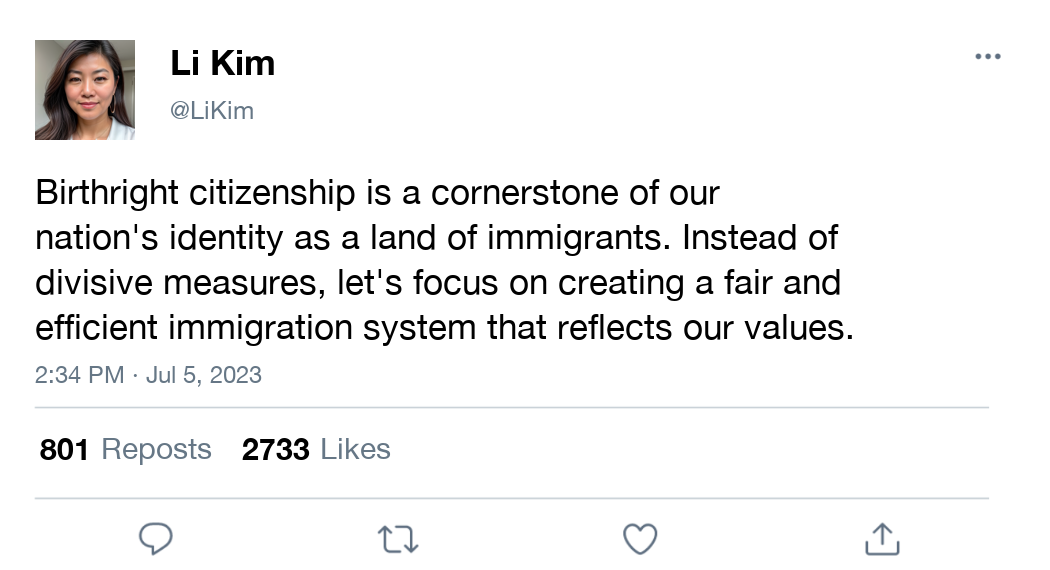 Li Kim
@LiKim
Birthright citizenship is a cornerstone of our
nation's identity as a land of immigrants. Instead of
divisive measures, let's focus on creating a fair and
efficient immigration system that reflects our values.
2:34 PM · Jul 5, 2023
801 Reposts 2733 Likes